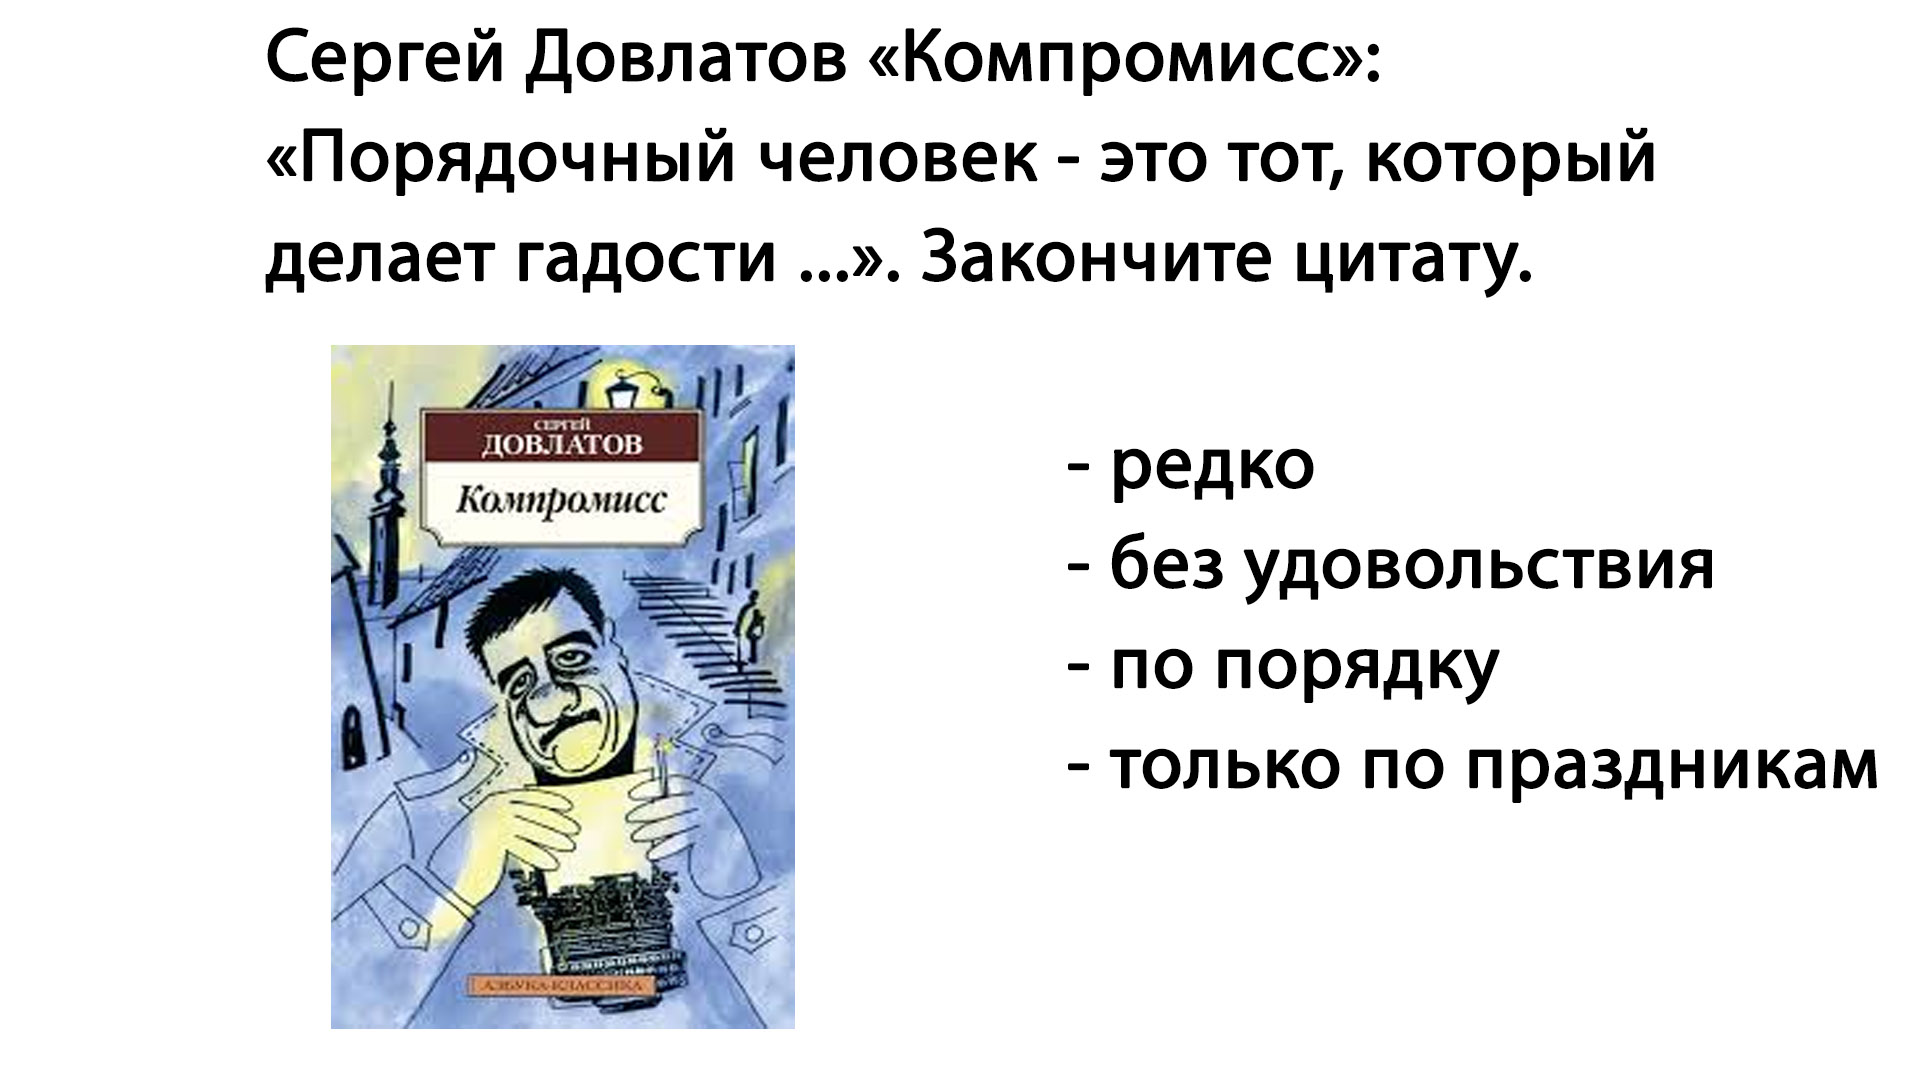 Сергей Довлатов «Компромисс»:
«Порядочный человек - это тот, который
делает гадости ...». Закончите цитату.
СЕРГЕЙ
ДОВЛАТОВ
Компромисс
АЗБУКА-КЛАССИКА
- редко
- без удовольствия
- по порядку
- только по праздникам